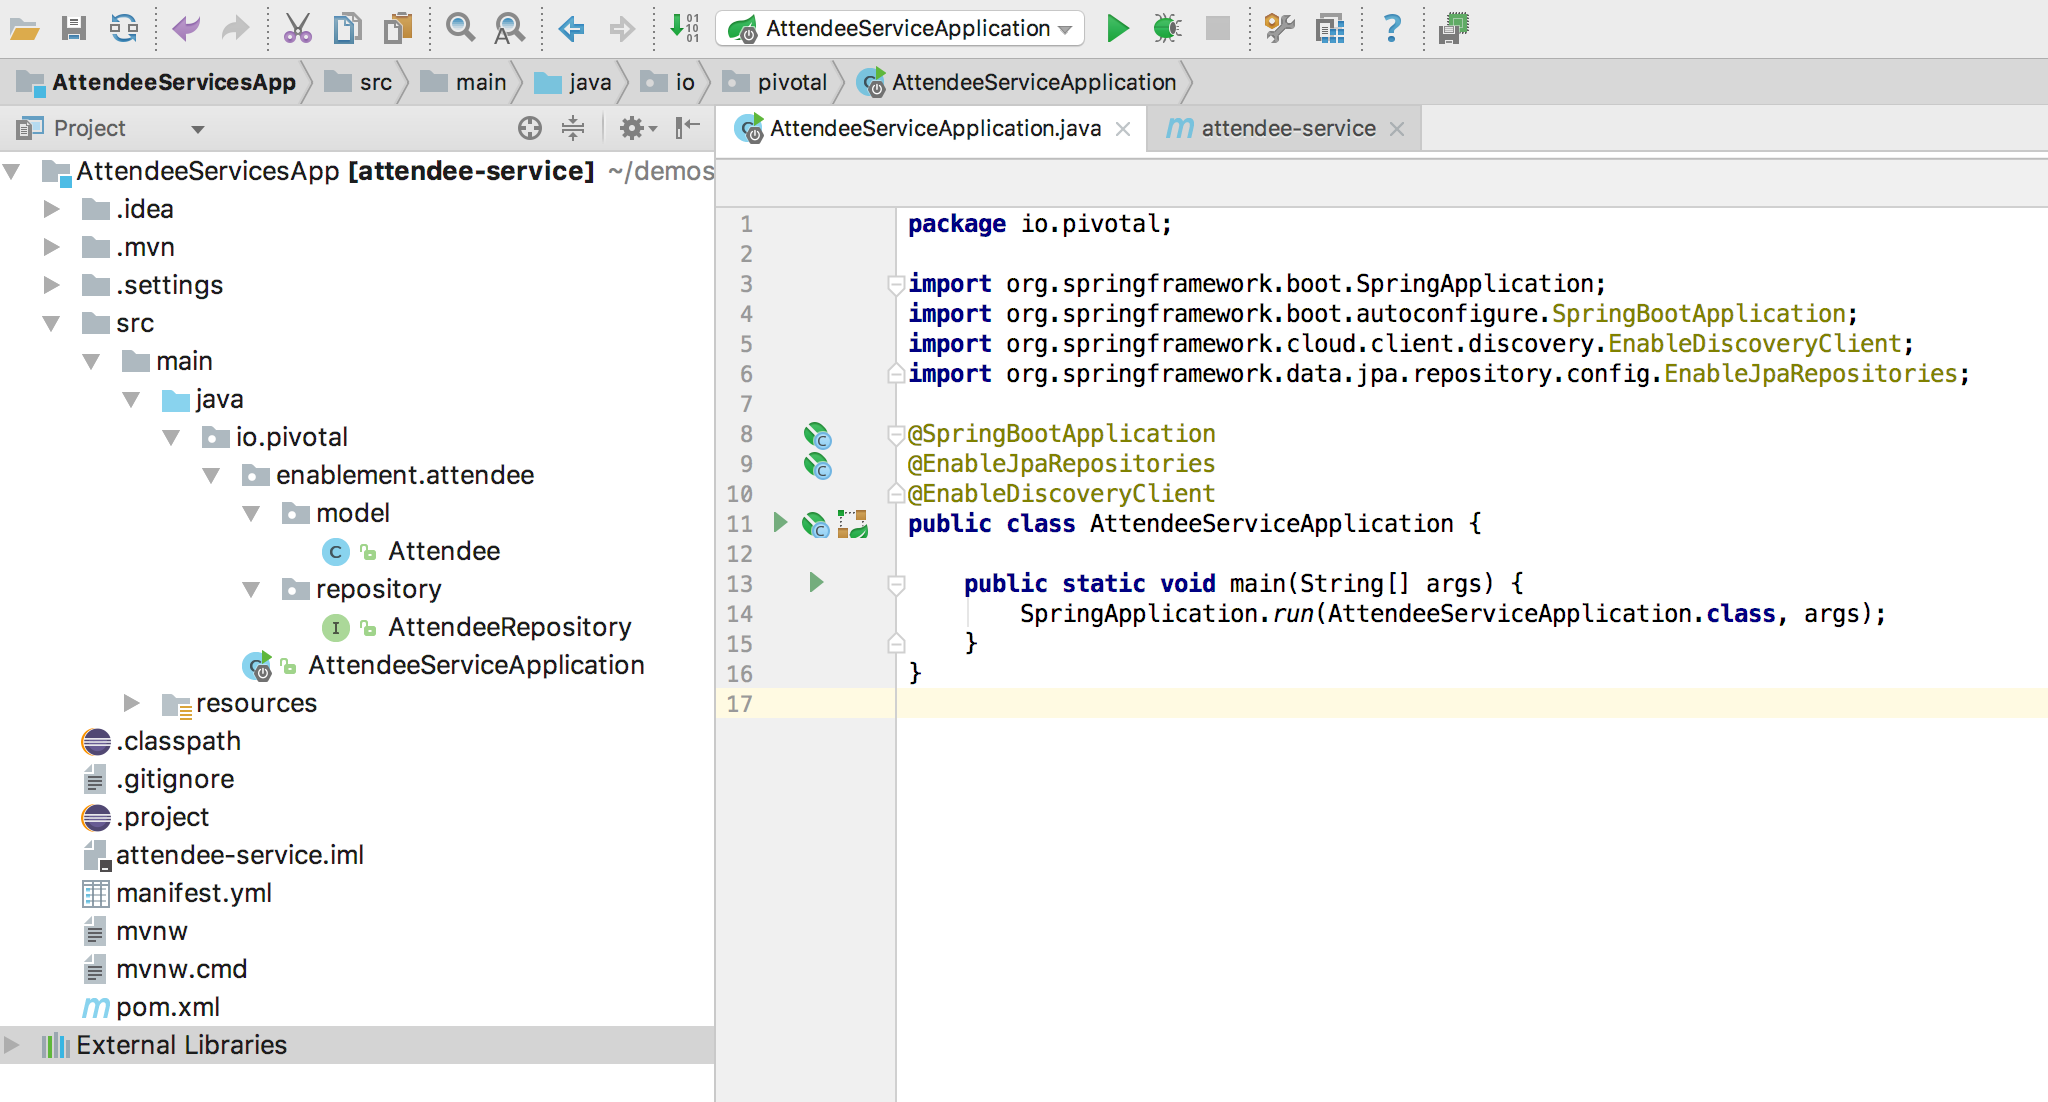 AttendeeServiceApplication
AttendeeServicesApp src main java io pivotal AttendeeServiceApplication
Project
AttendeeServiceApplication.java
attendee-service
AttendeeServicesApp [attendee-service] ~/demos
.idea
.mvn
.settings
src
main
java
io.pivotal
enablement.attendee
model
Attendee
repository
AttendeeRepository
AttendeeServiceApplication
resources
.classpath
.gitignore
.project
attendee-service.iml
manifest.yml
mvnw
mvnw.cmd
pom.xml
External Libraries
1 package io.pivotal;
2
3 import org.springframework.boot.SpringApplication;
4 import org.springframework.boot.autoconfigure.SpringBootApplication;
5 import org.springframework.cloud.client.discovery.EnableDiscoveryClient;
6 import org.springframework.data.jpa.repository.config.EnableJpaRepositories;
7
8 @SpringBootApplication
9 @EnableJpaRepositories
10 @EnableDiscoveryClient
11 public class AttendeeServiceApplication {
12
13 public static void main(String[] args) {
14 SpringApplication.run(AttendeeServiceApplication.class, args);
15 }
16 }
17